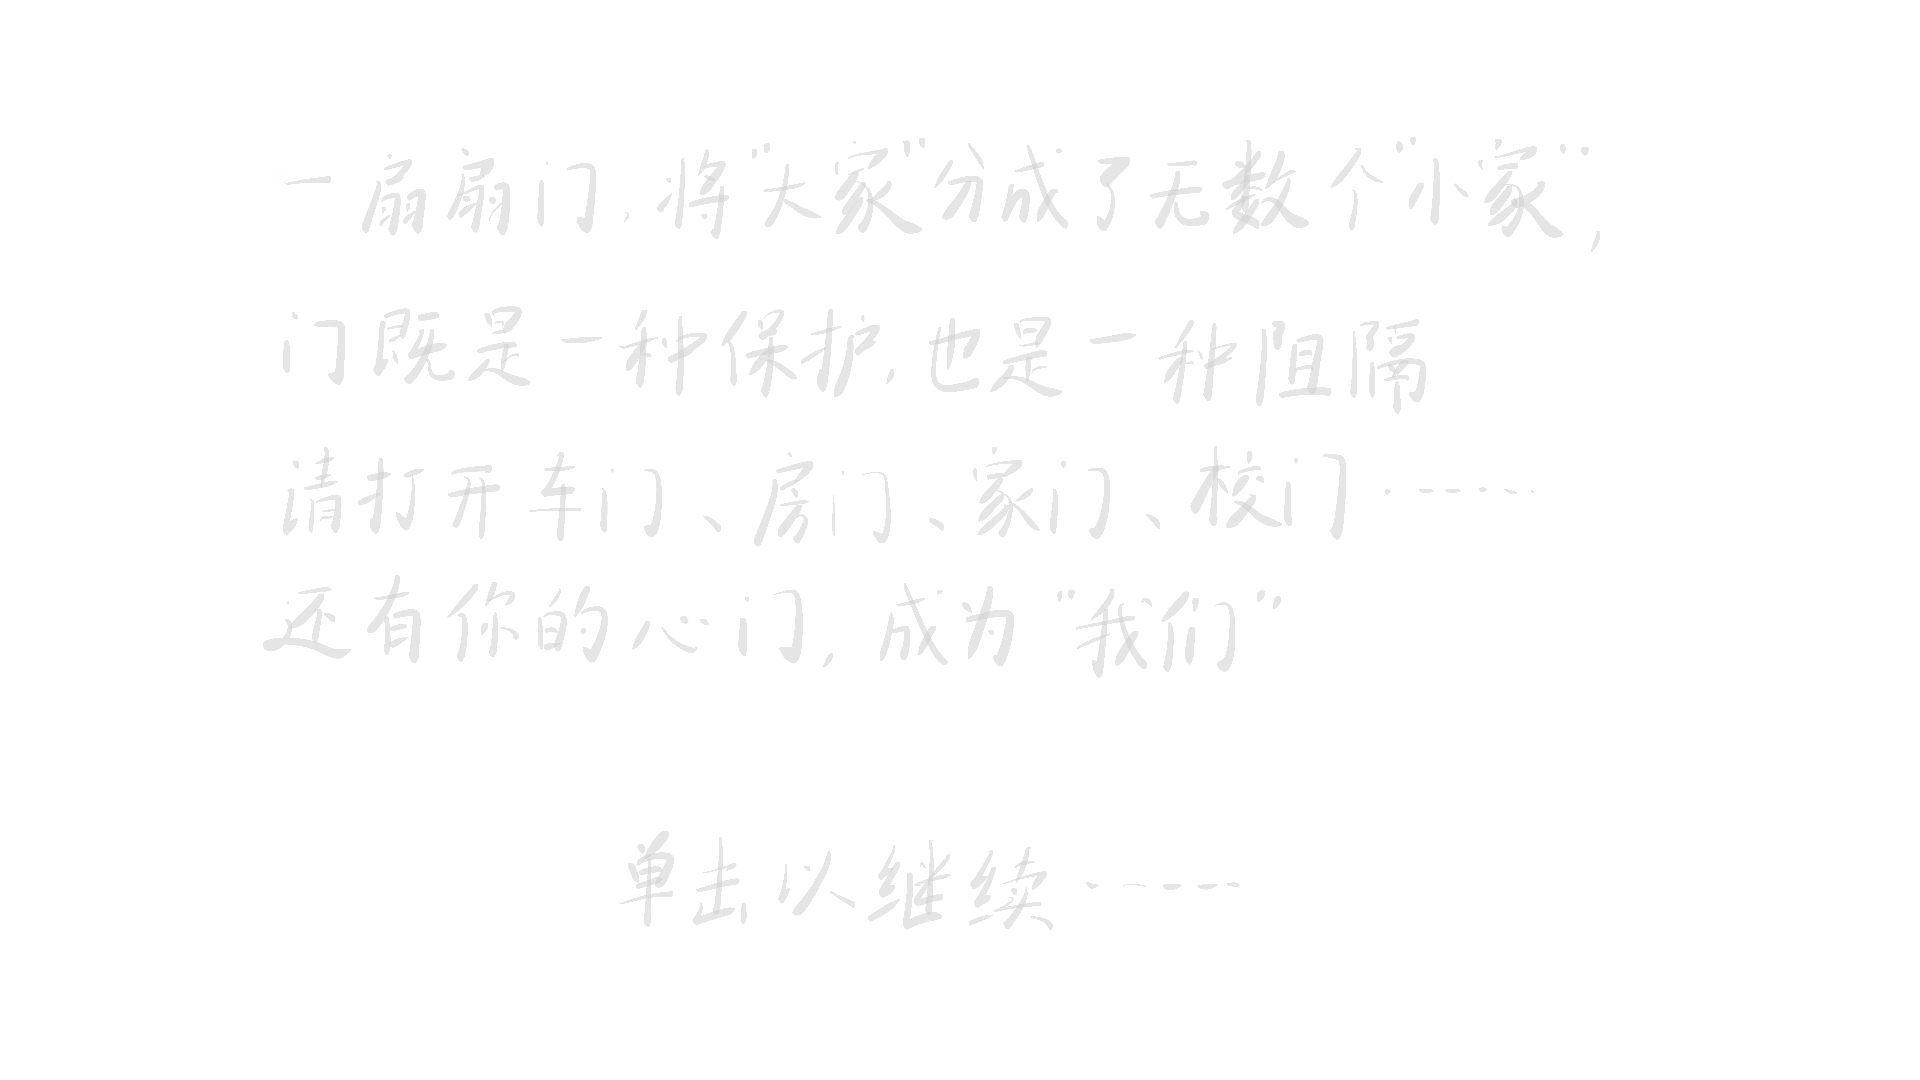 一扇扇门，将“大家”分成了无数个“小家”，
门既是一种保护，也是一种阻隔
请打开车门、房门、家门、校门……
还有你的心门，成为“我们”
单击以继续……